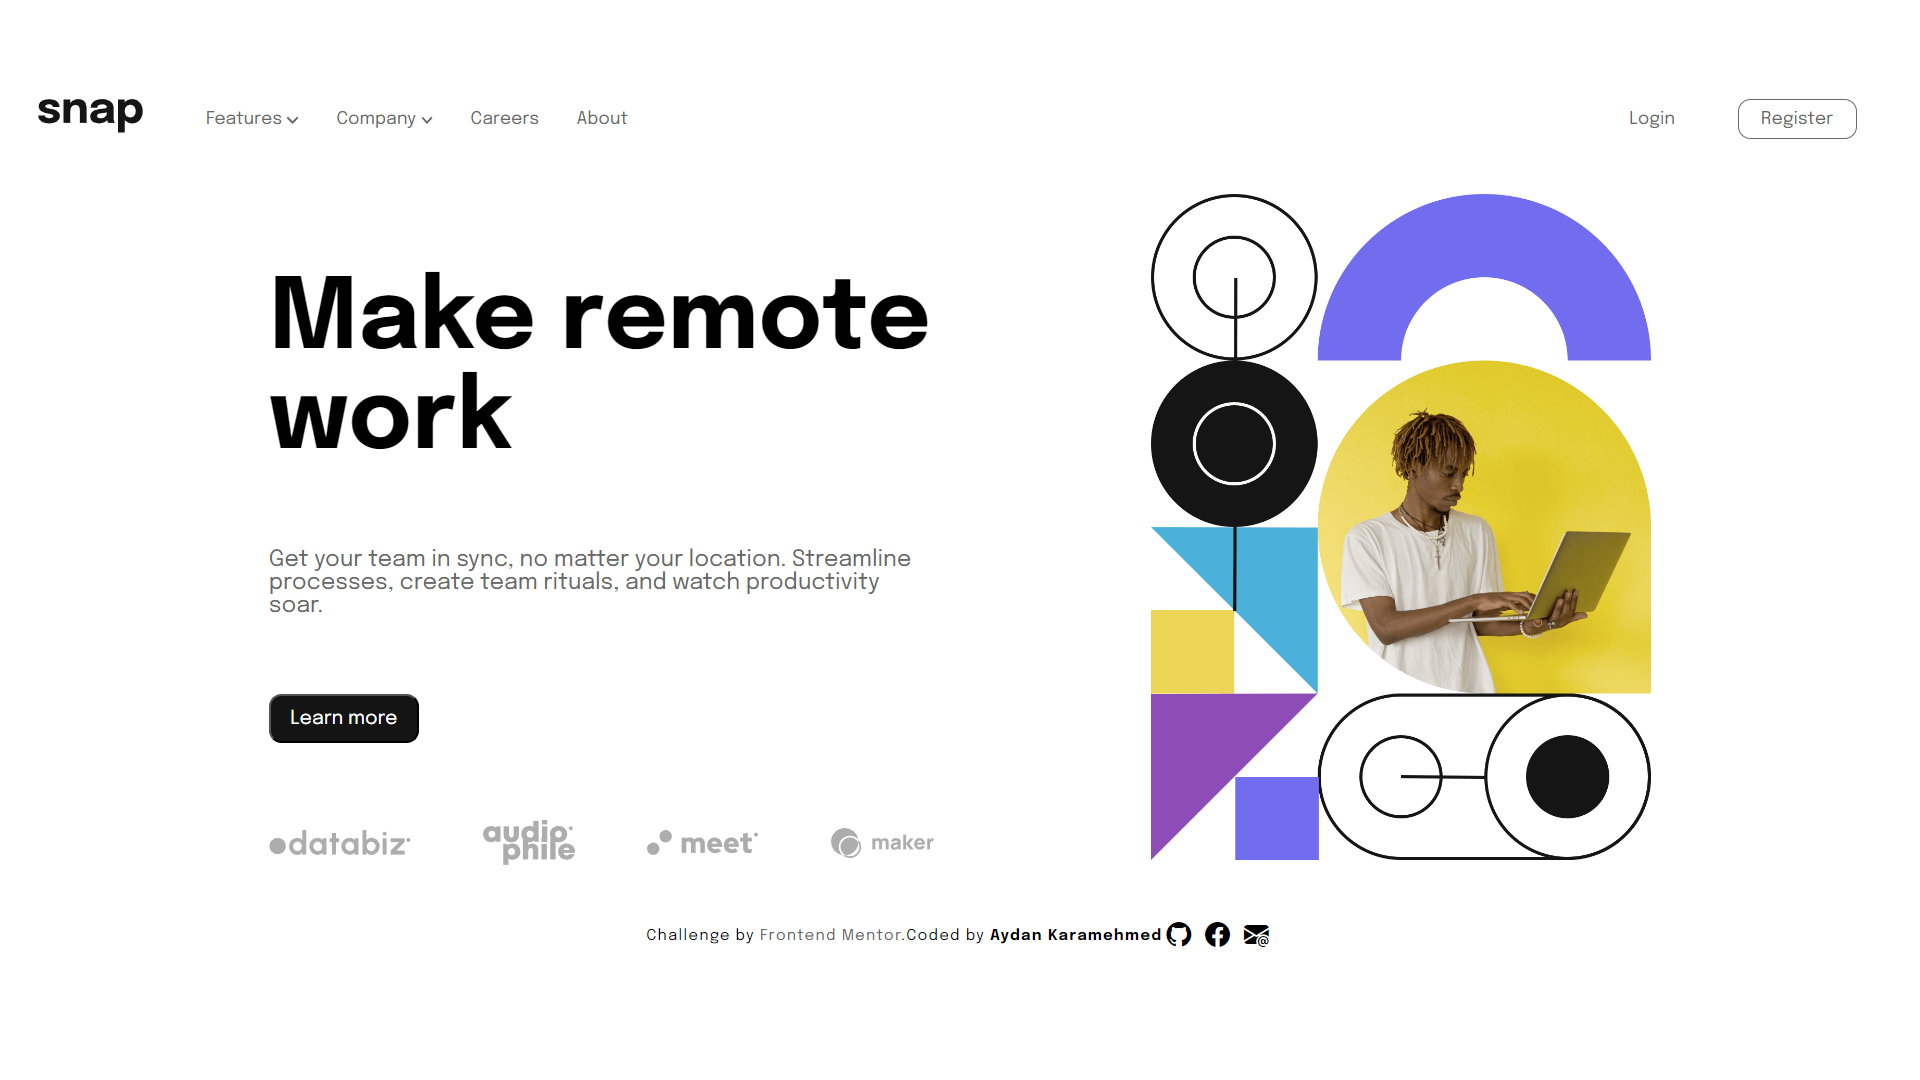 snap
Features
Company
Careers
About
Login
Register
Make remote
work
Get your team in sync, no matter your location. Streamline
processes, create team rituals, and watch productivity
soar.
Learn more
databiz
audio
phile
meet
maker
Challenge by Frontend Mentor.Coded by Aydan Karamehmed